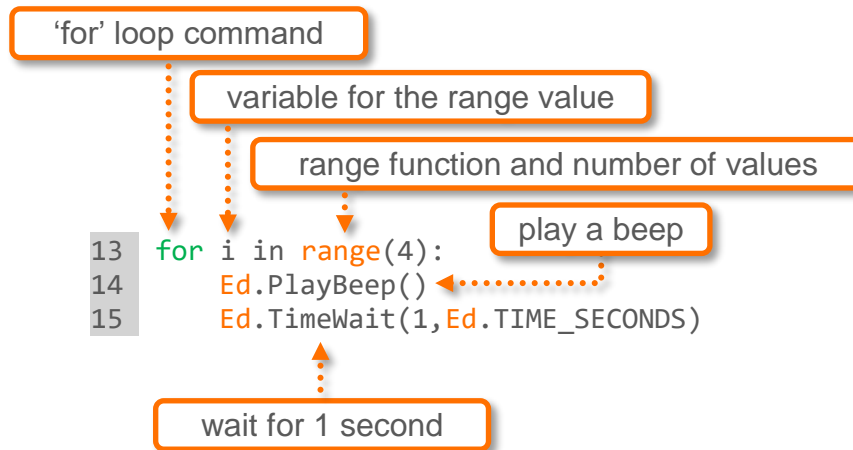 ‘for’ loop command
variable for the range value
range function and number of values
play a beep
13 for i in range(4):
14 Ed.PlayBeep()
15 Ed.TimeWait(1,Ed.TIME_SECONDS)
wait for 1 second